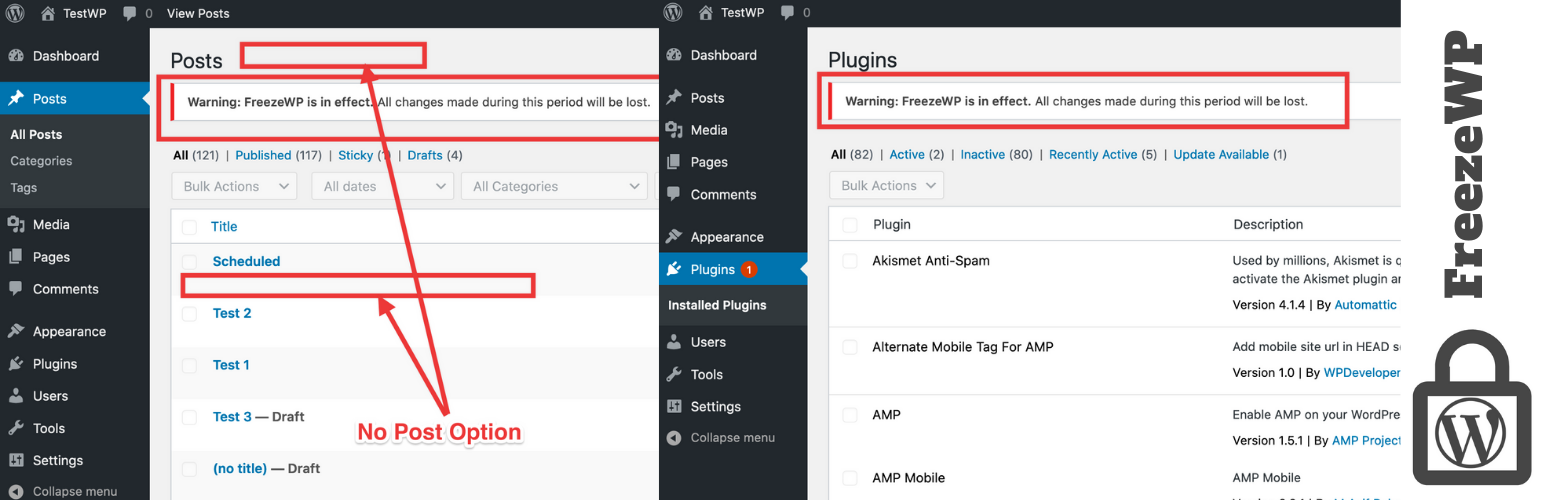 TestWP 0 View Posts
Dashboard
Posts
All Posts
Categories
Tags
Media
Pages
Comments
Appearance
Plugins
Users
Tools
Settings
Collapse menu
Posts
Warning: FreezeWP is in effect. All changes made during this period will be lost.
All (121) | Published (117) | Sticky (1) | Drafts (4)
Bulk Actions All dates All Categories
Title
Scheduled
Test 2
Test 1
Test 3 — Draft
No Post Option
(no title) — Draft
TestWP 0
Dashboard
Posts
Media
Pages
Comments
Appearance
Plugins 1
Installed Plugins
Users
Tools
Settings
Collapse menu
Plugins
Warning: FreezeWP is in effect. All changes made during this period will be lost.
All (82) | Active (2) | Inactive (80) | Recently Active (5) | Update Available (1)
Bulk Actions
Plugin Description
Akismet Anti-Spam Used by millions, Akismet is
activate the Akismet plugin
Version 4.1.4 | By Automattic
Alternate Mobile Tag For AMP Add mobile site url in HEAD
Version 1.0 | By WPDeveloper
AMP Enable AMP on your
Version 1.5.1 | By AMP Project
AMP Mobile AMP Mobile
FreezeWP